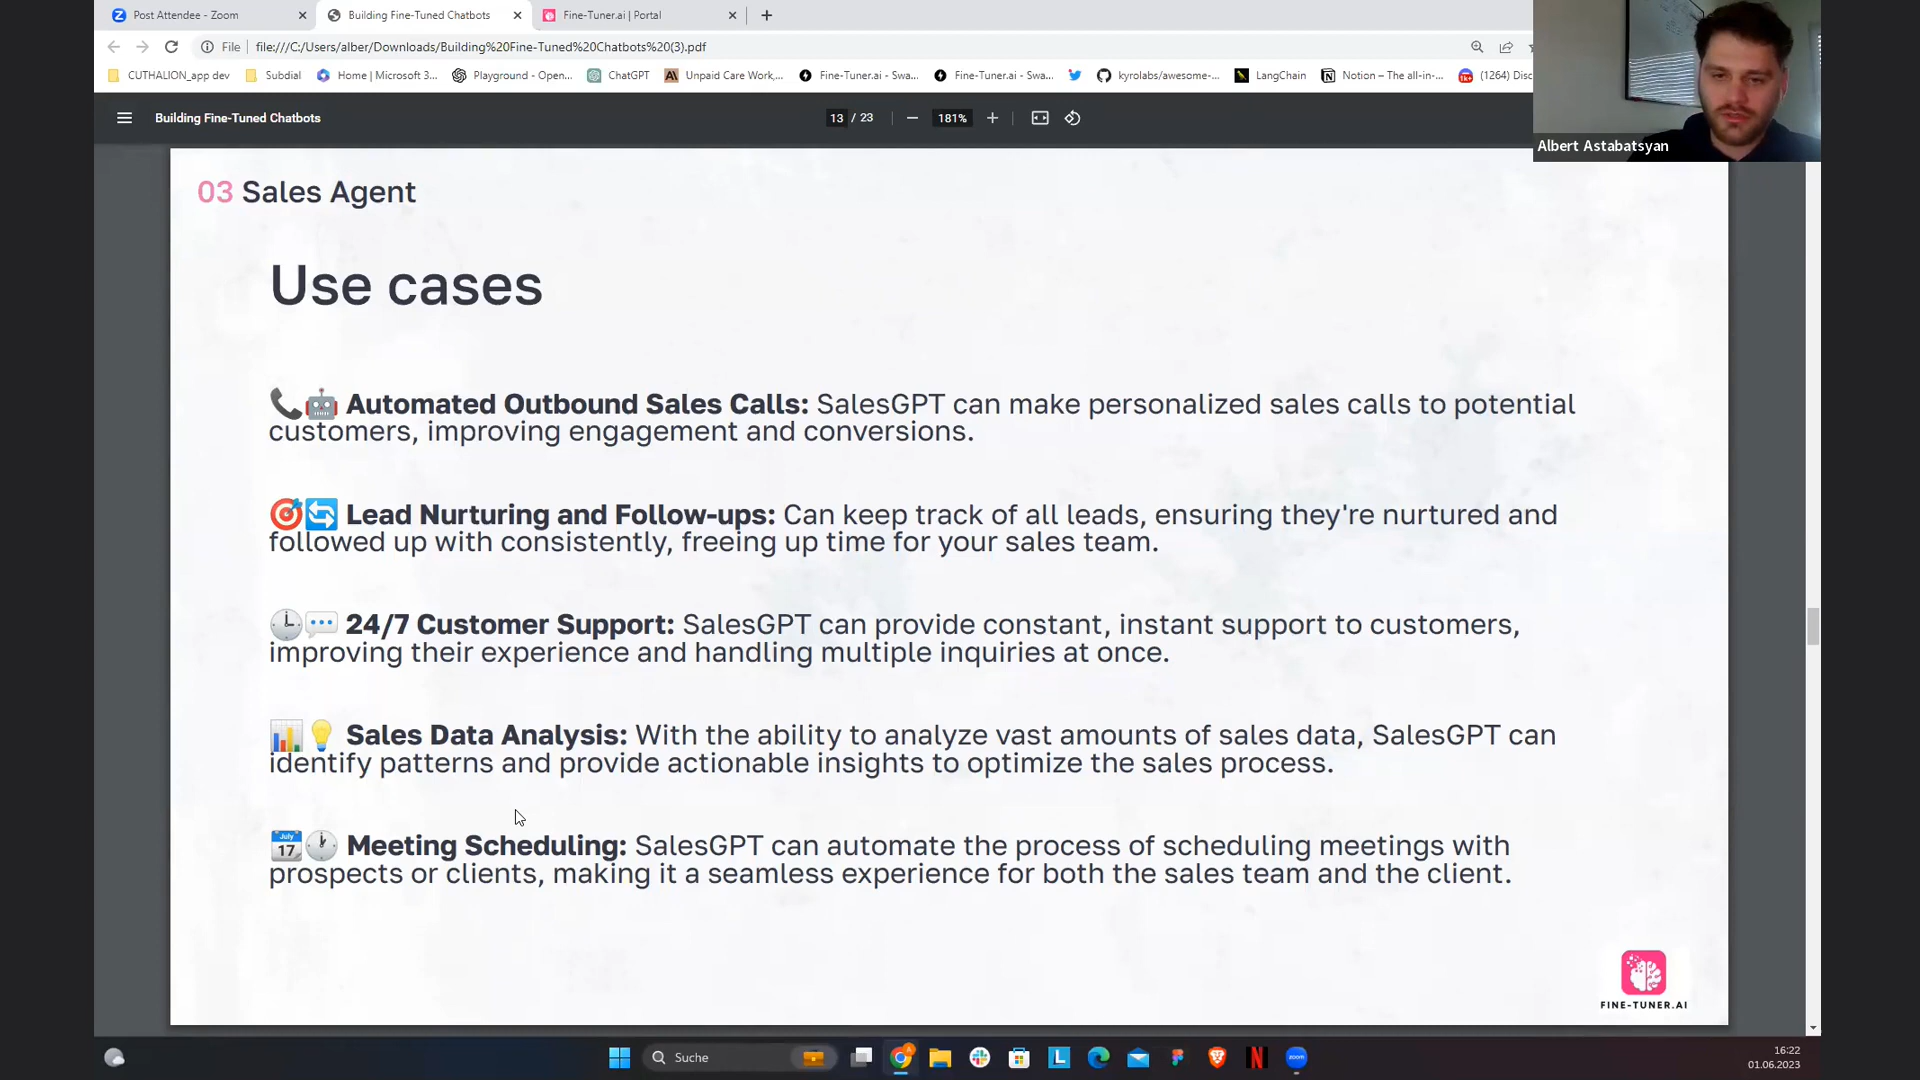 Post Attendee - Zoom
Building Fine-Tuned Chatbots
Fine-Tuner.ai | Portal
File
file:///C:/Users/alber/Downloads/Building%20Fine-Tuned%20Chatbots%20(3).pdf
CUTHALION_app dev
Subdial
Home | Microsoft 3...
Playground - Open...
ChatGPT
Unpaid Care Work,...
Fine-Tuner.ai - Swa...
Fine-Tuner.ai - Swa...
kyrolabs/awesome-...
LangChain
Notion – The all-in-...
(1264) Disc
Building Fine-Tuned Chatbots
13 / 23
181%
Albert Astabatsyan
03 Sales Agent
Use cases
Automated Outbound Sales Calls: SalesGPT can make personalized sales calls to potential
customers, improving engagement and conversions.
Lead Nurturing and Follow-ups: Can keep track of all leads, ensuring they're nurtured and
followed up with consistently, freeing up time for your sales team.
24/7 Customer Support: SalesGPT can provide constant, instant support to customers,
improving their experience and handling multiple inquiries at once.
Sales Data Analysis: With the ability to analyze vast amounts of sales data, SalesGPT can
identify patterns and provide actionable insights to optimize the sales process.
July
17
Meeting Scheduling: SalesGPT can automate the process of scheduling meetings with
prospects or clients, making it a seamless experience for both the sales team and the client.
FINE-TUNER.AI
Suche
16:22
01.06.2023